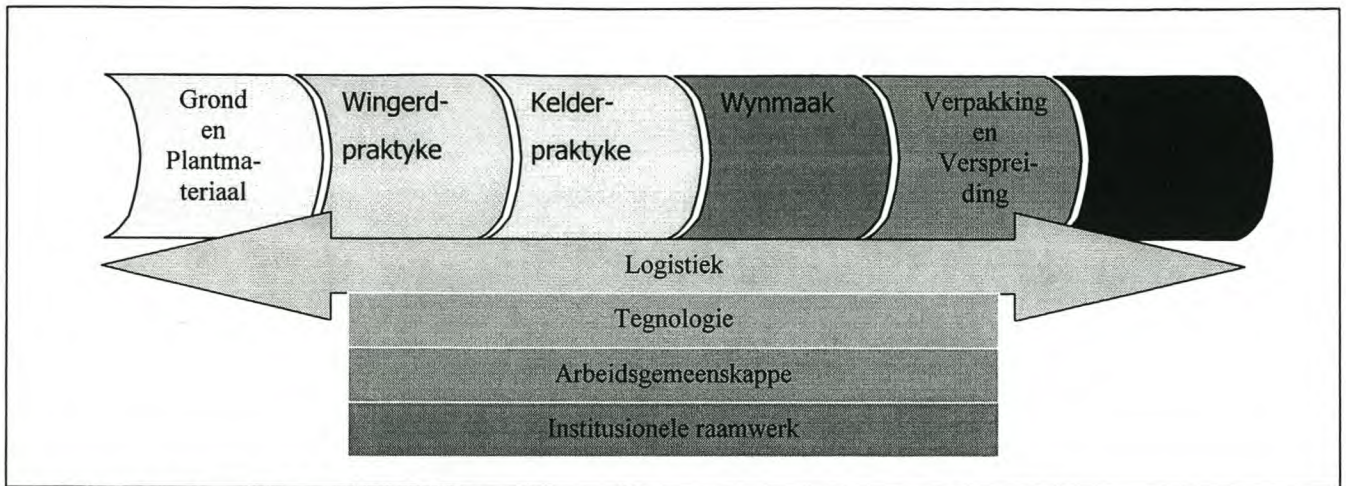 Grond
en
Plantma-
teriaal
Wingerd-
praktyke
Kelder-
praktyke
Wynmaak
Verpakking
en
Versprei-
ding
Logistiek
Tegnologie
Arbeidsgemeenskappe
Institusionele raamwerk